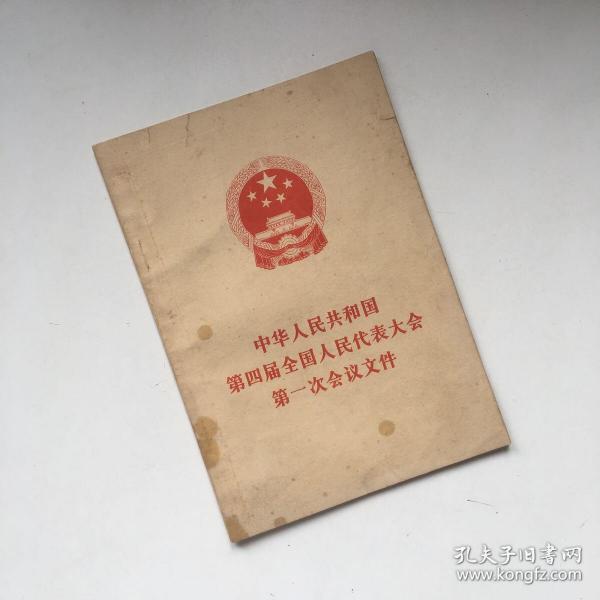 中华人民共和国
第四届全国人民代表大会
第一次会议文件
孔夫子旧书网
www.kongfz.com